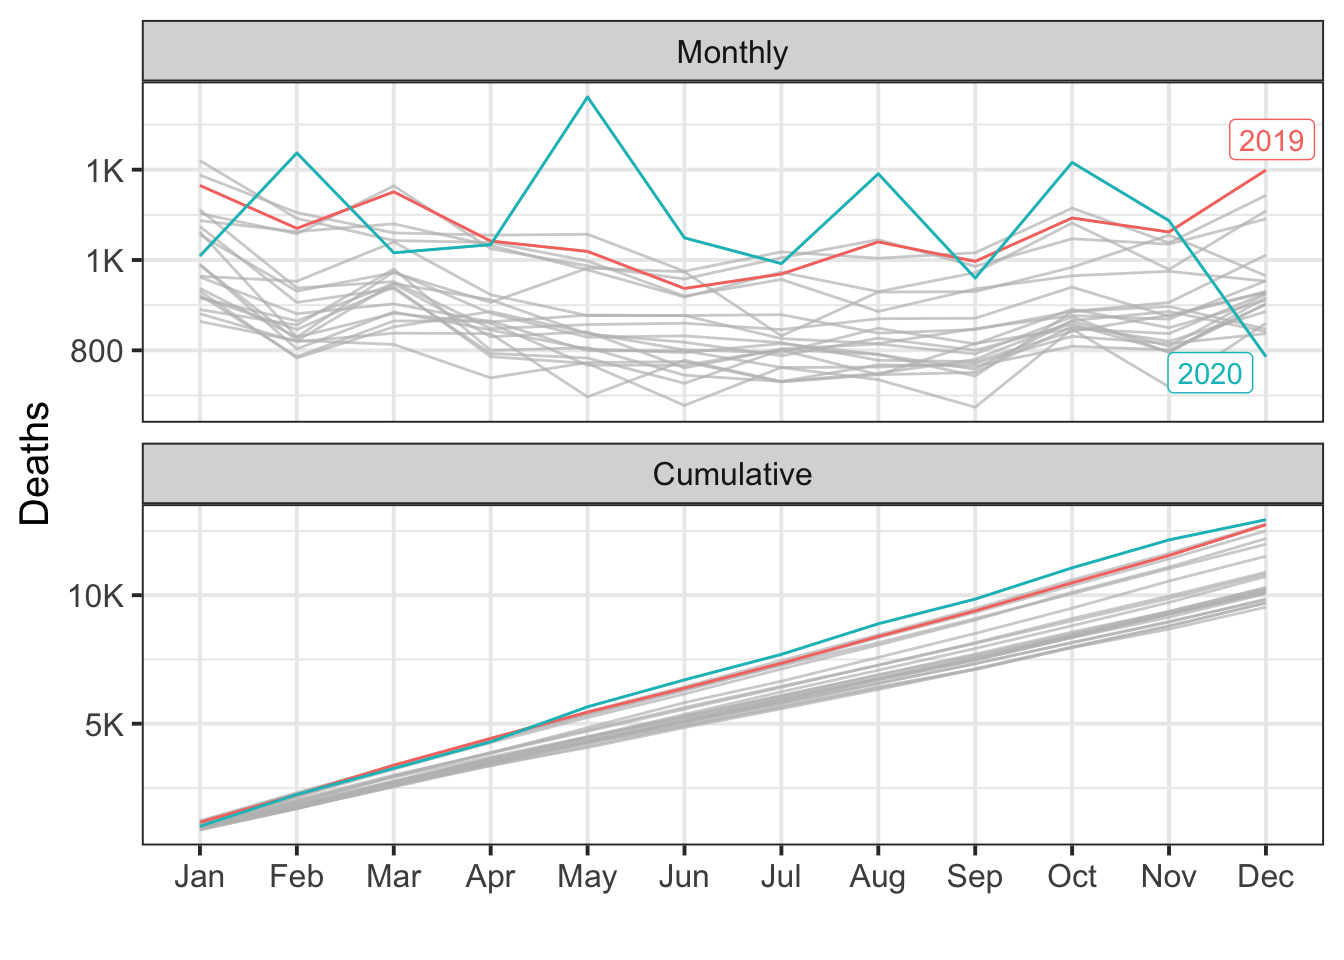 Monthly
1K
1K
800
2019
2020
Deaths
Cumulative
10K
5K
Jan Feb Mar Apr May Jun Jul Aug Sep Oct Nov Dec